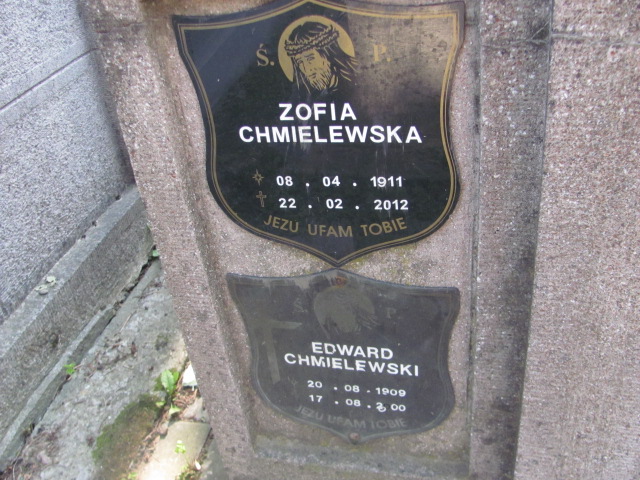 Ś. P.
ZOFIA
CHMIELEWSKA
08 . 04 . 1911
22 . 02 . 2012
JEZU UFAM TOBIE
Ś. P.
EDWARD
CHMIELEWSKI
20 . 08 . 1909
17 . 08 .
JEZU UFAM TOBIE